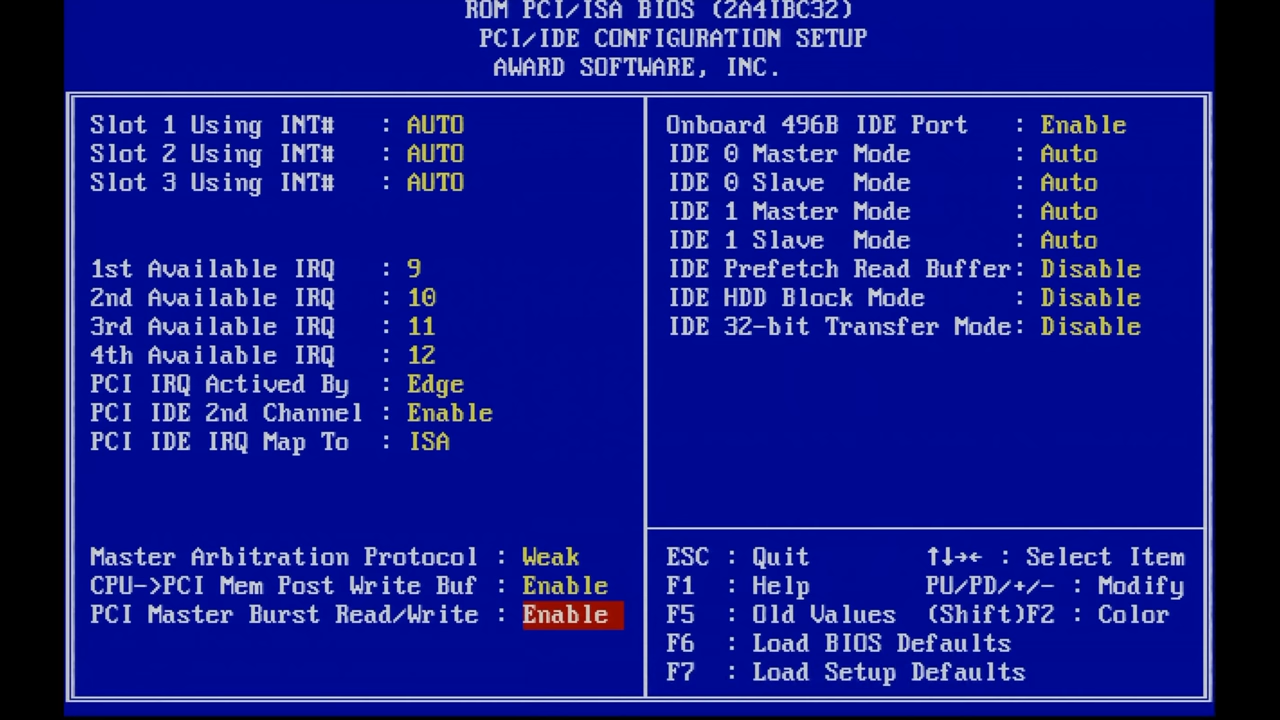 ROM PCI/ISA BIOS (2A4IBC32)
PCI/IDE CONFIGURATION SETUP
AWARD SOFTWARE, INC.
Slot 1 Using INT# : AUTO
Slot 2 Using INT# : AUTO
Slot 3 Using INT# : AUTO
1st Available IRQ : 9
2nd Available IRQ : 10
3rd Available IRQ : 11
4th Available IRQ : 12
PCI IRQ Actived By : Edge
PCI IDE 2nd Channel : Enable
PCI IDE IRQ Map To : ISA
Master Arbitration Protocol : Weak
CPU->PCI Mem Post Write Buf : Enable
PCI Master Burst Read/Write : Enable
Onboard 496B IDE Port : Enable
IDE 0 Master Mode : Auto
IDE 0 Slave Mode : Auto
IDE 1 Master Mode : Auto
IDE 1 Slave Mode : Auto
IDE Prefetch Read Buffer: Disable
IDE HDD Block Mode : Disable
IDE 32-bit Transfer Mode: Disable
ESC : Quit ↑↓→← : Select Item
F1 : Help PU/PD/+/- : Modify
F5 : Old Values (Shift)F2 : Color
F6 : Load BIOS Defaults
F7 : Load Setup Defaults